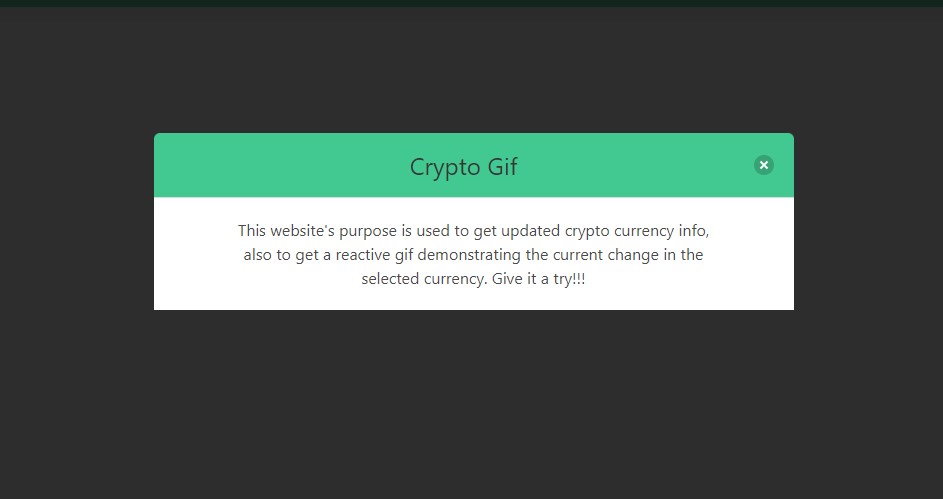 Crypto Gif
This website's purpose is used to get updated crypto currency info,
also to get a reactive gif demonstrating the current change in the
selected currency. Give it a try!!!